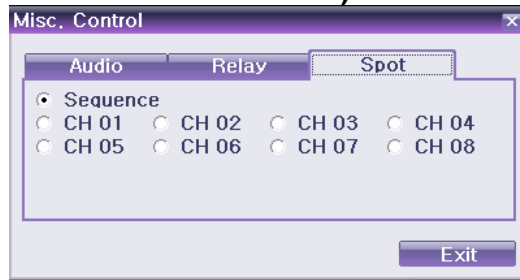 Misc. Control
Audio Relay Spot
Sequence
CH 01 CH 02 CH 03 CH 04
CH 05 CH 06 CH 07 CH 08
Exit